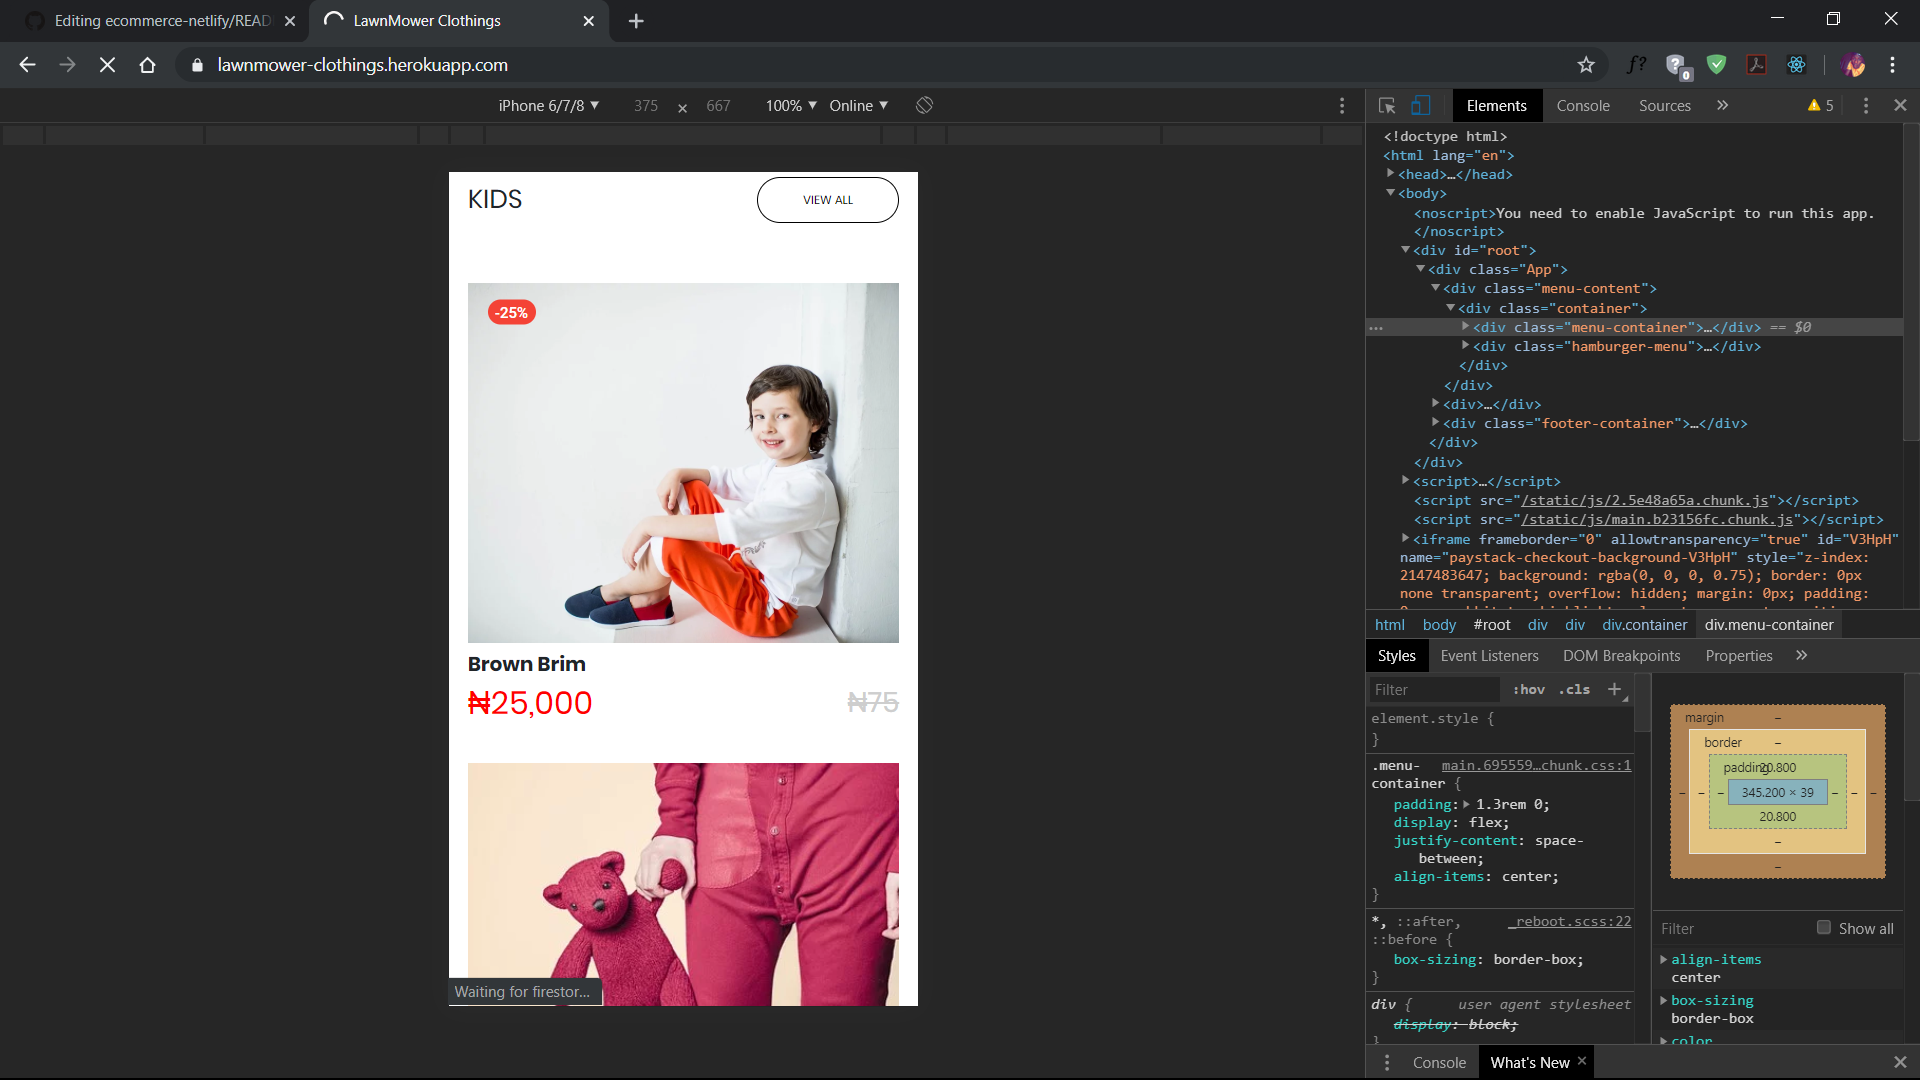 Editing ecommerce-netlify/READ
LawnMower Clothings
lawnmower-clothings.herokuapp.com
f?
0
iPhone 6/7/8
375
×
667
100%
Online
Elements
Console
Sources
5
KIDS
VIEW ALL
-25%
Brown Brim
₦25,000
₦75
Waiting for firestor...
<!doctype html>
<html lang="en">
<head>…</head>
<body>
<noscript>You need to enable JavaScript to run this app.
</noscript>
<div id="root">
<div class="App">
<div class="menu-content">
<div class="container">
<div class="menu-container">…</div> == $0
<div class="hamburger-menu">…</div>
</div>
</div>
<div>…</div>
<div class="footer-container">…</div>
</div>
</div>
<script>…</script>
<script src="/static/js/2.5e48a65a.chunk.js"></script>
<script src="/static/js/main.b23156fc.chunk.js"></script>
<iframe frameborder="0" allowtransparency="true" id="V3HpH"
name="paystack-checkout-background-V3HpH" style="z-index:
2147483647; background: rgba(0, 0, 0, 0.75); border: 0px
none transparent; overflow: hidden; margin: 0px; padding:
html body #root div div div.container div.menu-container
Styles Event Listeners DOM Breakpoints Properties
Filter :hov .cls +
element.style {
}
.menu- main.695559…chunk.css:1
container {
padding: 1.3rem 0;
display: flex;
justify-content: space-
between;
align-items: center;
}
*, ::after, _reboot.scss:22
::before {
box-sizing: border-box;
}
div { user agent stylesheet
display: block;
}
margin –
border –
padding 20.800
– – – 345.200 × 39 – – –
20.800
–
–
Filter Show all
align-items
center
box-sizing
border-box
color
Console
What's New